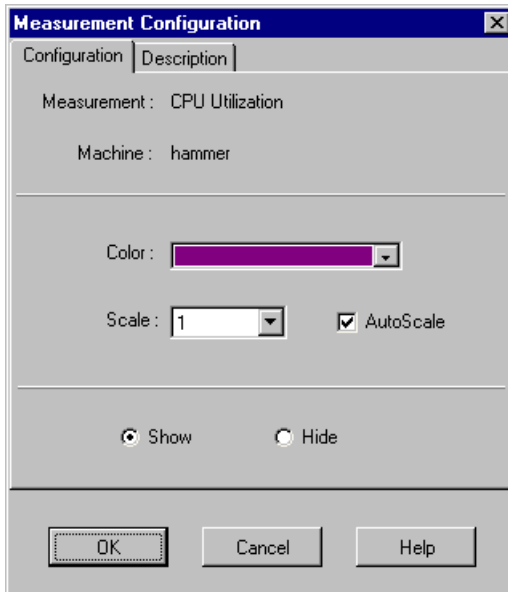 Measurement Configuration
Configuration Description
Measurement : CPU Utilization
Machine : hammer
Color :
Scale : 1 AutoScale
Show Hide
OK Cancel Help